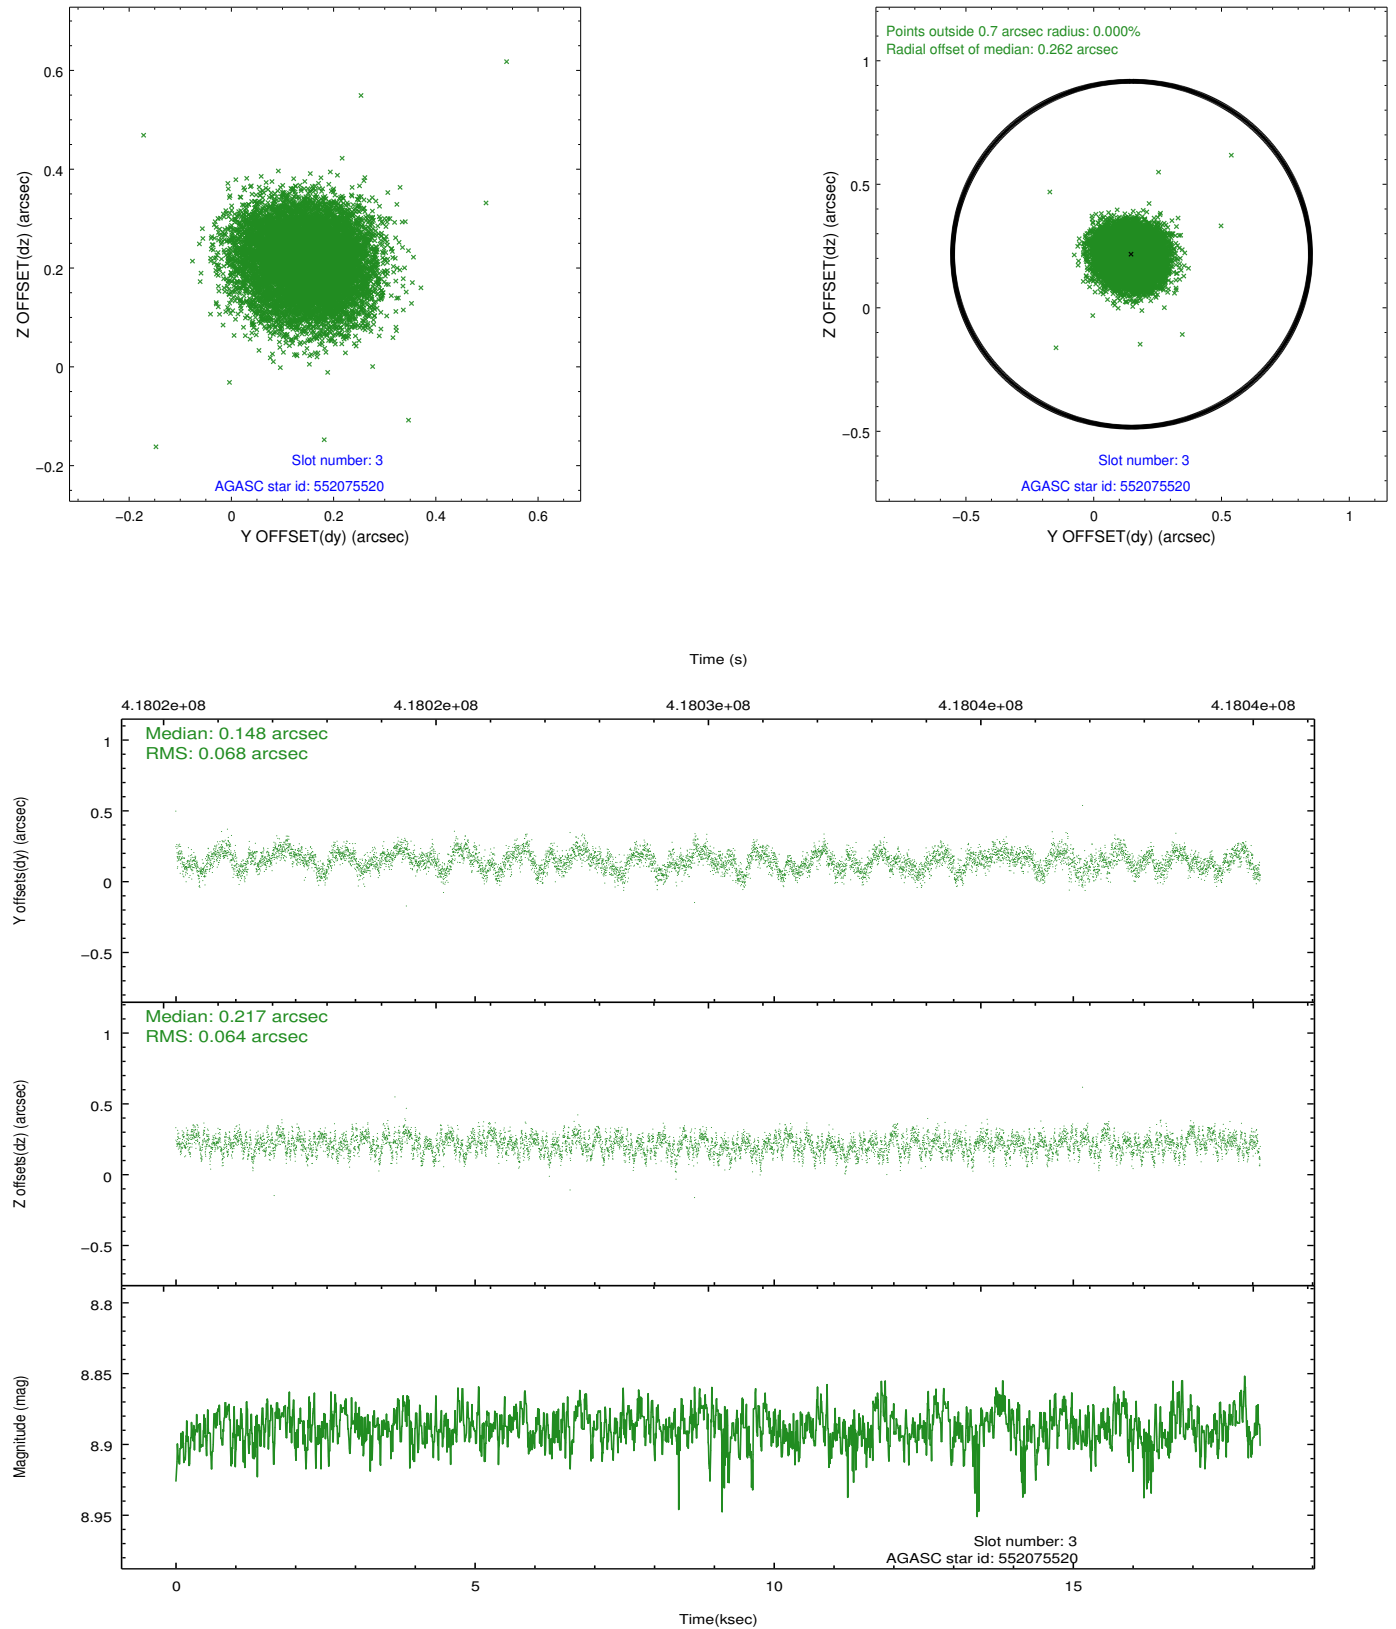 0.6
0.4
0.2
0
−0.2
−0.2
0
0.2
0.4
0.6
Z OFFSET(dz) (arcsec)
Y OFFSET(dy) (arcsec)
Slot number: 3
AGASC star id: 552075520
Points outside 0.7 arcsec radius: 0.000%
Radial offset of median: 0.262 arcsec
1
0.5
0
−0.5
−0.5
0
0.5
1
Z OFFSET(dz) (arcsec)
Y OFFSET(dy) (arcsec)
Slot number: 3
AGASC star id: 552075520
Time (s)
4.1802e+08
4.1802e+08
4.1803e+08
4.1804e+08
4.1804e+08
Median: 0.148 arcsec
RMS: 0.068 arcsec
1
0.5
0
−0.5
Y offsets(dy) (arcsec)
Median: 0.217 arcsec
RMS: 0.064 arcsec
1
0.5
0
−0.5
Z offsets(dz) (arcsec)
8.8
8.85
8.9
8.95
Magnitude (mag)
Slot number: 3
AGASC star id: 552075520
0
5
10
15
Time(ksec)